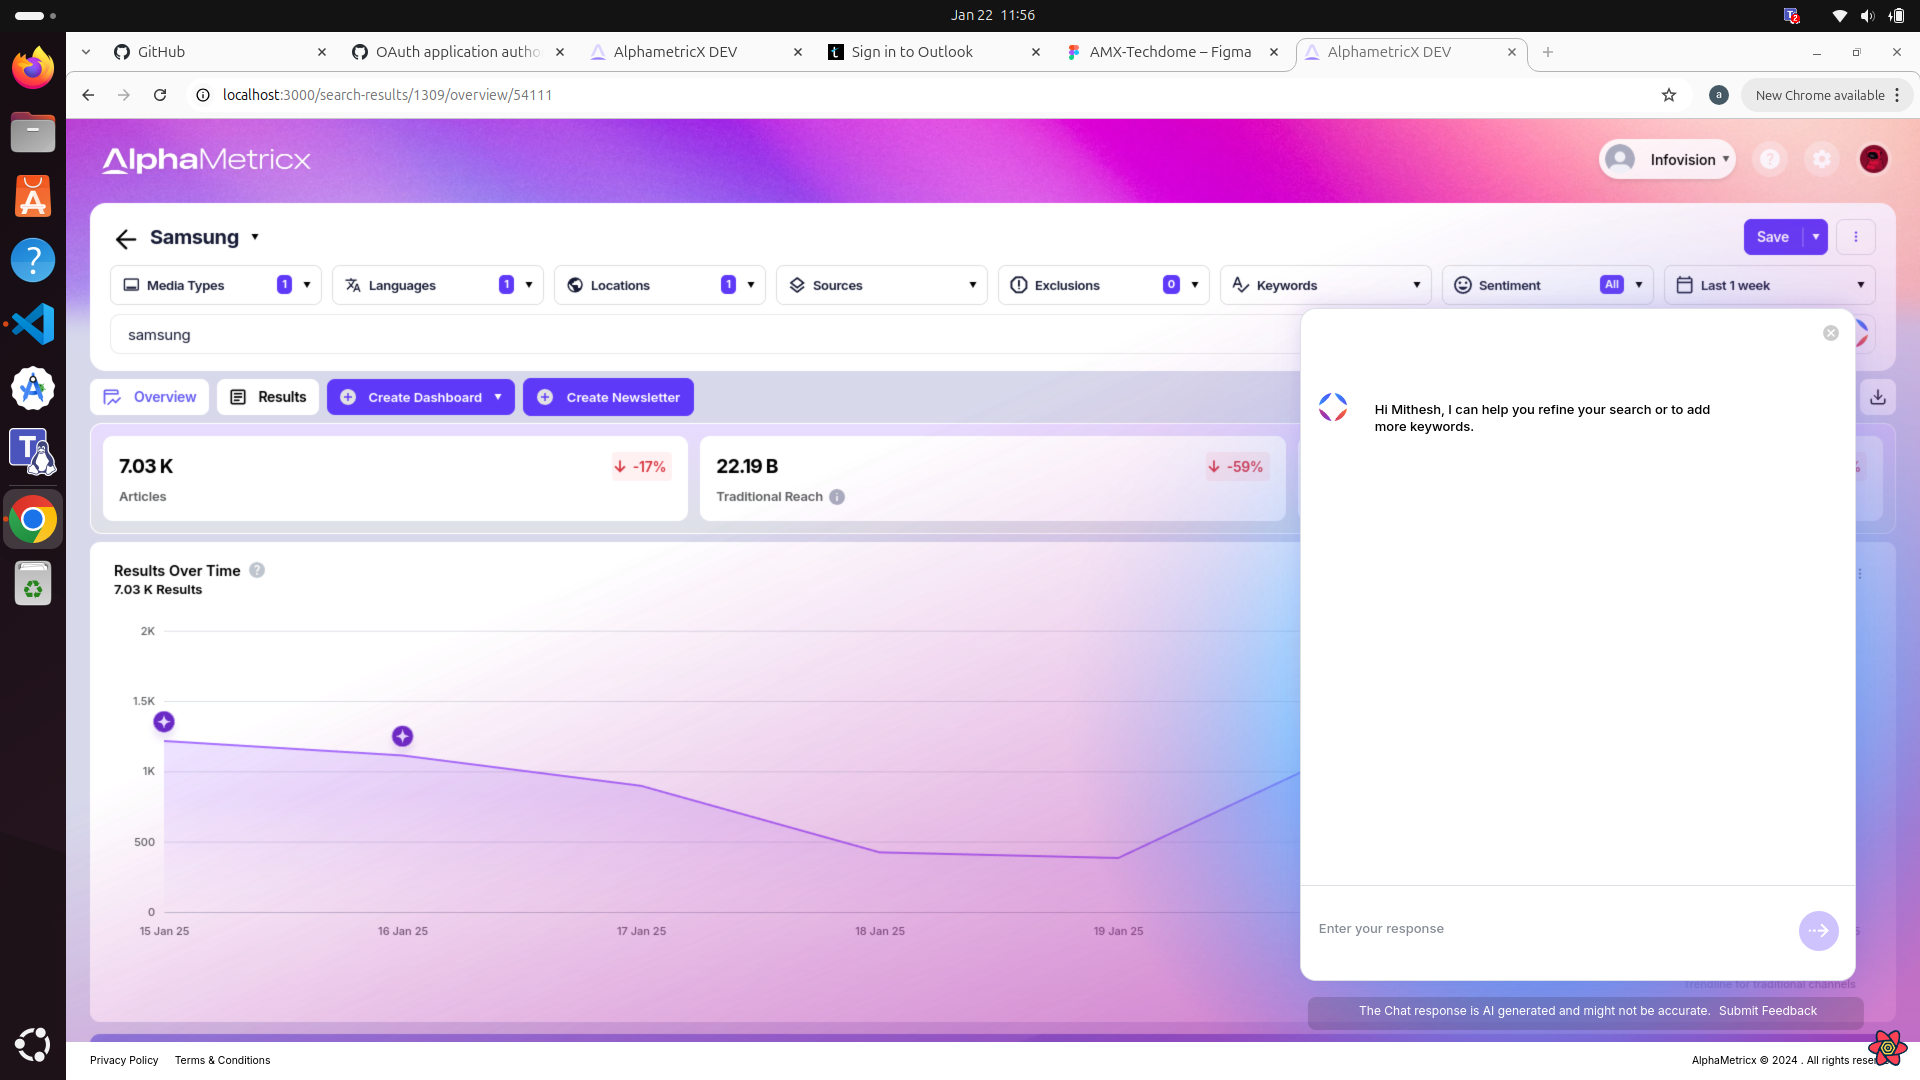 Jan 22 11:56
GitHub
OAuth application autho
AlphametricX DEV
Sign in to Outlook
AMX-Techdome – Figma
AlphametricX DEV
localhost:3000/search-results/1309/overview/54111
a
New Chrome available
AlphaMetricx
Infovision
Samsung
Save
Media Types 1
Languages 1
Locations 1
Sources
Exclusions 0
Keywords
Sentiment All
Last 1 week
samsung
Overview
Results
Create Dashboard
Create Newsletter
7.03 K
-17%
Articles
22.19 B
-59%
Traditional Reach
%
Hi Mithesh, I can help you refine your search or to add
more keywords.
Results Over Time
7.03 K Results
2K
1.5K
1K
500
0
15 Jan 25
16 Jan 25
17 Jan 25
18 Jan 25
19 Jan 25
Enter your response
Trendline for traditional channels
The Chat response is AI generated and might not be accurate. Submit Feedback
Privacy Policy
Terms & Conditions
AlphaMetricx © 2024 . All rights rese